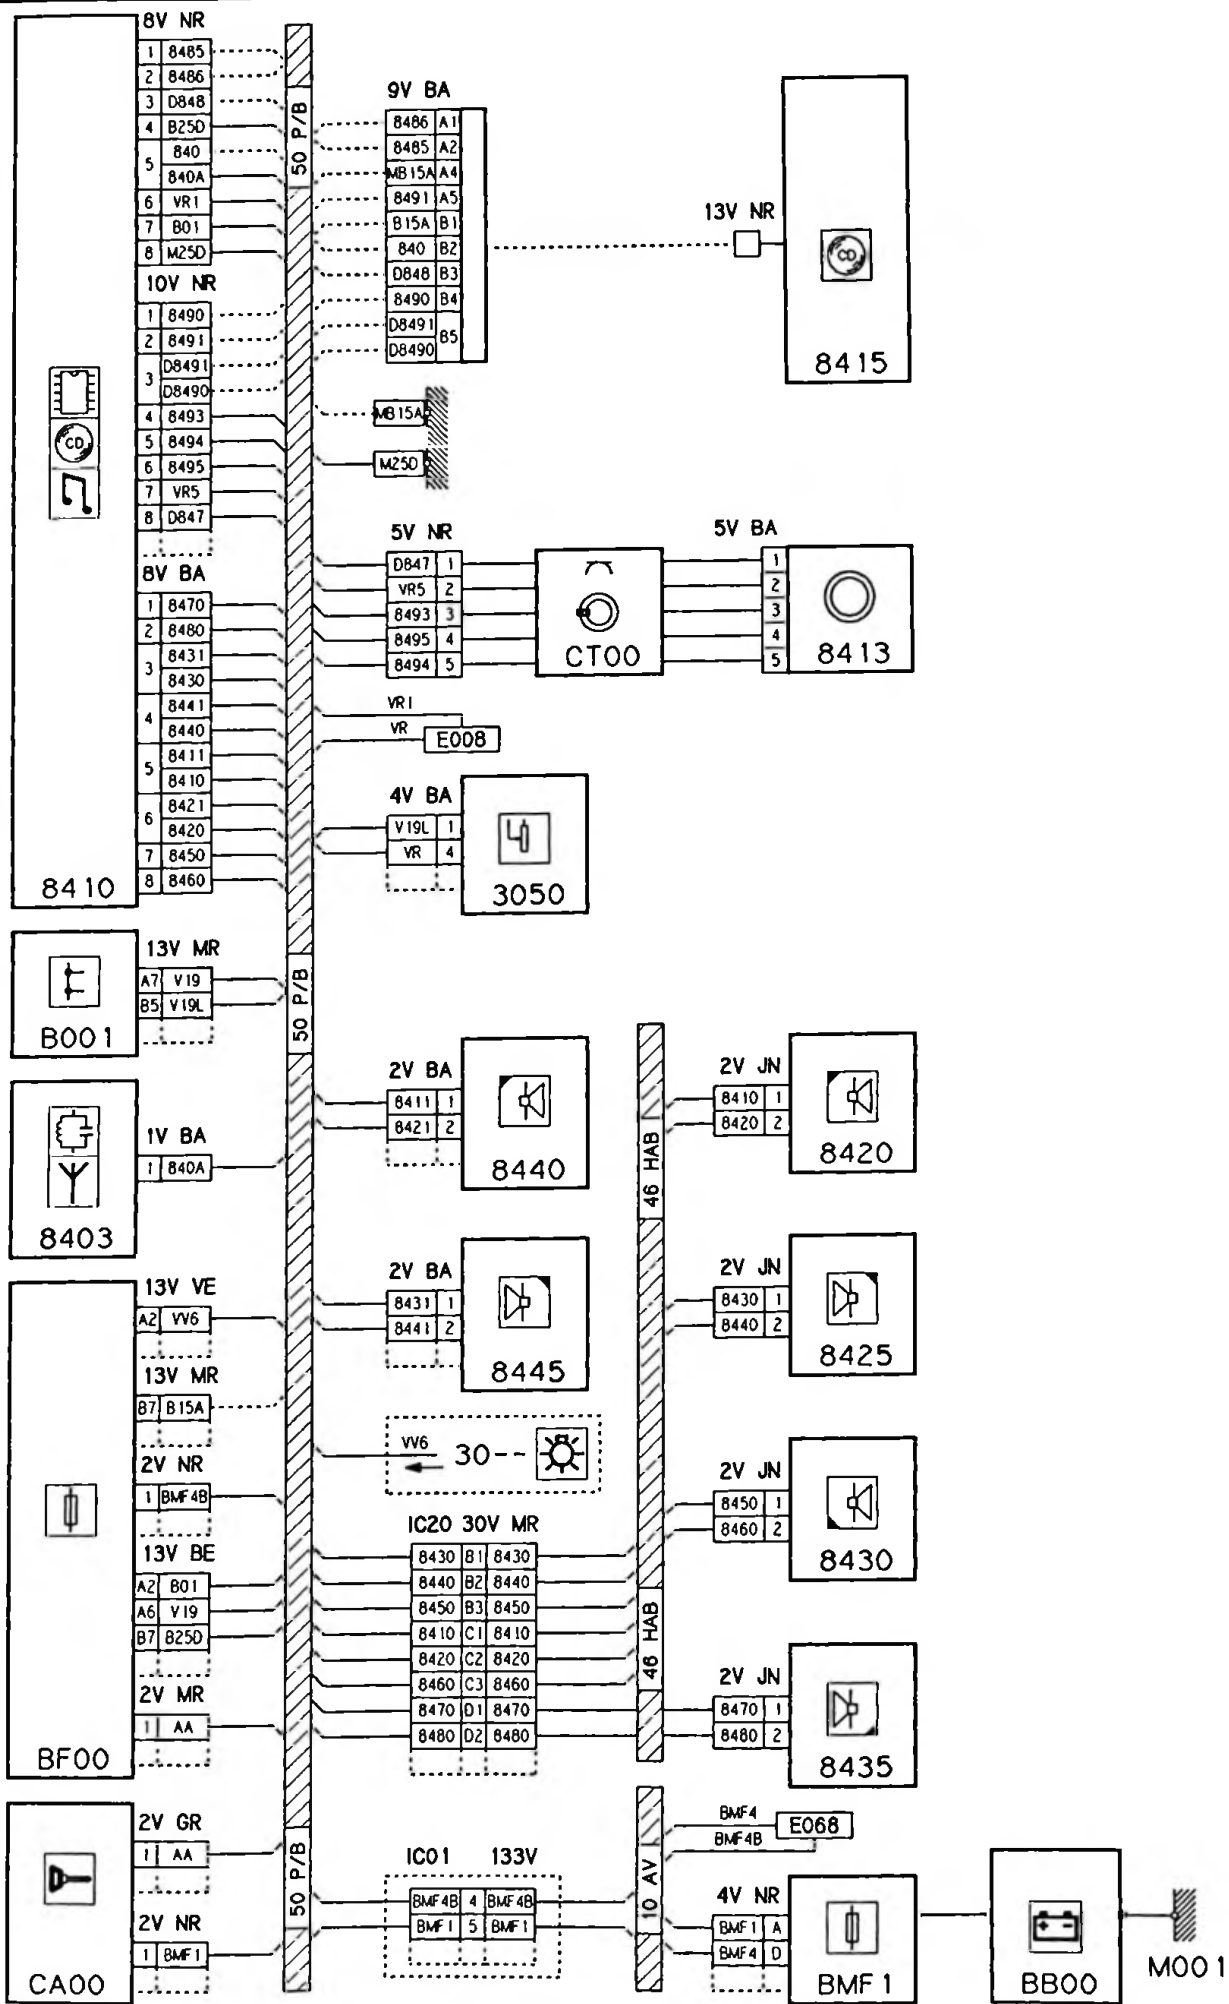 8V NR
1 8485
2 8486
3 D848
4 B25D
5 840
840A
6 VR1
7 B01
8 M25D
10V NR
1 8490
2 8491
3 D8491
D8490
4 8493
5 8494
6 8495
7 VR5
8 D847
8V BA
1 8470
2 8480
3 8431
8430
4 8441
8440
5 8411
8410
6 8421
8420
7 8450
8 8460
CD
8410
13V MR
A7 V19
B5 V19L
B001
1V BA
1 840A
8403
13V VE
A2 VV6
13V MR
B7 B15A
2V NR
1 BMF4B
13V BE
A2 B01
A6 V19
B7 B25D
2V MR
1 AA
BF00
2V GR
1 AA
2V NR
1 BMF1
CA00
50 P/B
50 P/B
50 P/B
9V BA
8486 A1
8485 A2
MB15A A4
8491 A5
B15A B1
840 B2
D848 B3
8490 B4
D8491 B5
D8490
13V NR
CD
8415
MB15A
M25D
5V NR
D847 1
VR5 2
8493 3
8495 4
8494 5
CT00
5V BA
1
2
3
4
5
8413
VR1
VR
E008
4V BA
V19L 1
VR 4
3050
2V BA
8411 1
8421 2
8440
2V BA
8431 1
8441 2
8445
VV6
30--
IC20 30V MR
8430 B1 8430
8440 B2 8440
8450 B3 8450
8410 C1 8410
8420 C2 8420
8460 C3 8460
8470 D1 8470
8480 D2 8480
46 HAB
46 HAB
2V JN
8410 1
8420 2
8420
2V JN
8430 1
8440 2
8425
2V JN
8450 1
8460 2
8430
2V JN
8470 1
8480 2
8435
IC01 133V
BMF4B 4 BMF4B
BMF1 5 BMF1
10 AV
BMF4
BMF4B
E068
4V NR
BMF1 A
BMF4 D
BMF1
+ -
BB00
M001